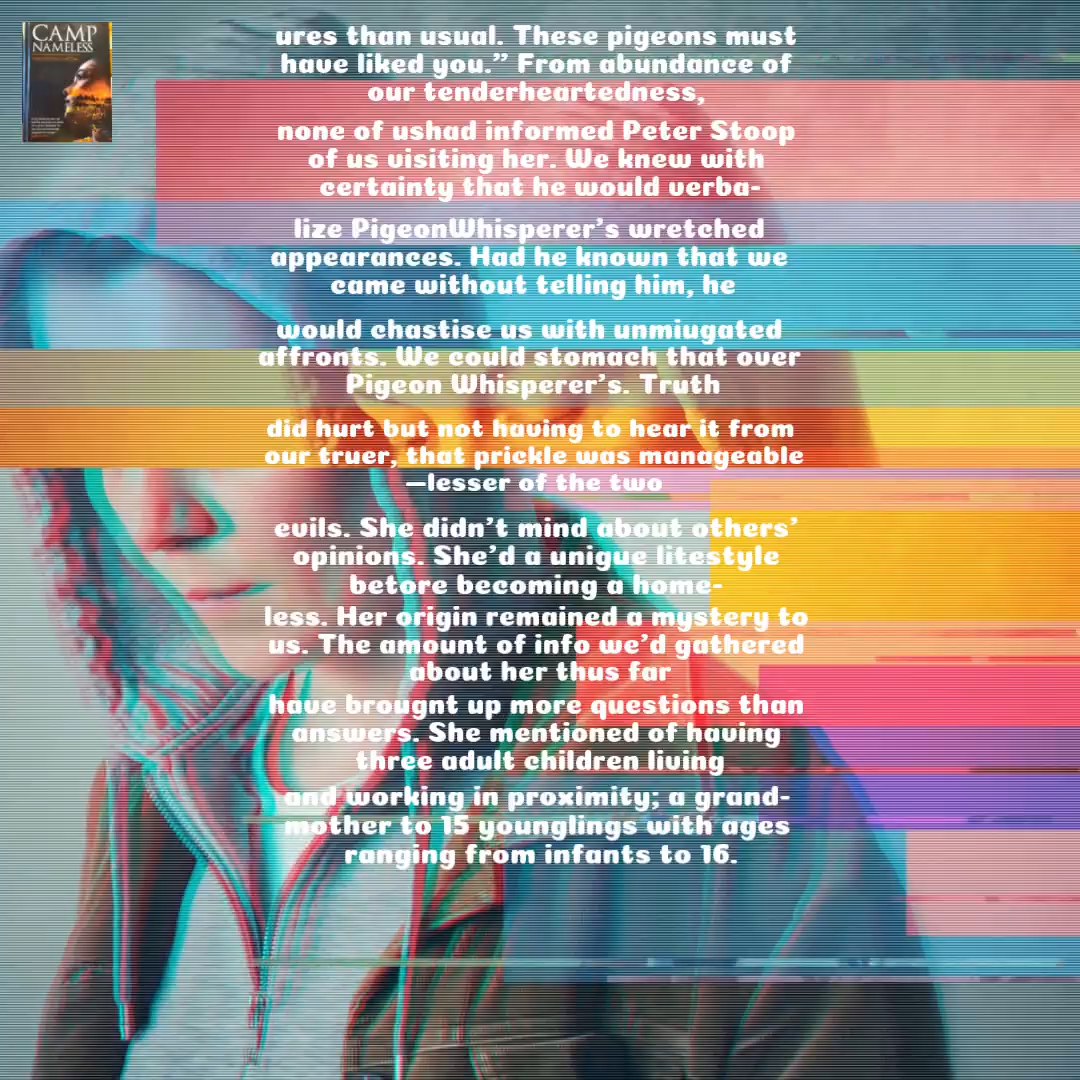 CAMP
NAMELESS
ures than usual. These pigeons must
have liked you.” From abundance of
our tenderheartedness,
none of ushad informed Peter Stoop
of us visiting her. We knew with
certainty that he would verba-
lize PigeonWhisperer’s wretched
appearances. Had he known that we
came without telling him, he
would chastise us with unmiugated
affronts. We could stomach that over
Pigeon Whisperer’s. Truth
did hurt but not having to hear it from
our truer, that prickle was manageable
—lesser of the two
evils. She didn’t mind about others’
opinions. She’d a unigue litestyle
betore becoming a home-
less. Her origin remained a mystery to
us. The amount of info we’d gathered
about her thus far
have brougnt up more questions than
answers. She mentioned of having
three adult children living
and working in proximity; a grand-
mother to 15 younglings with ages
ranging from infants to 16.